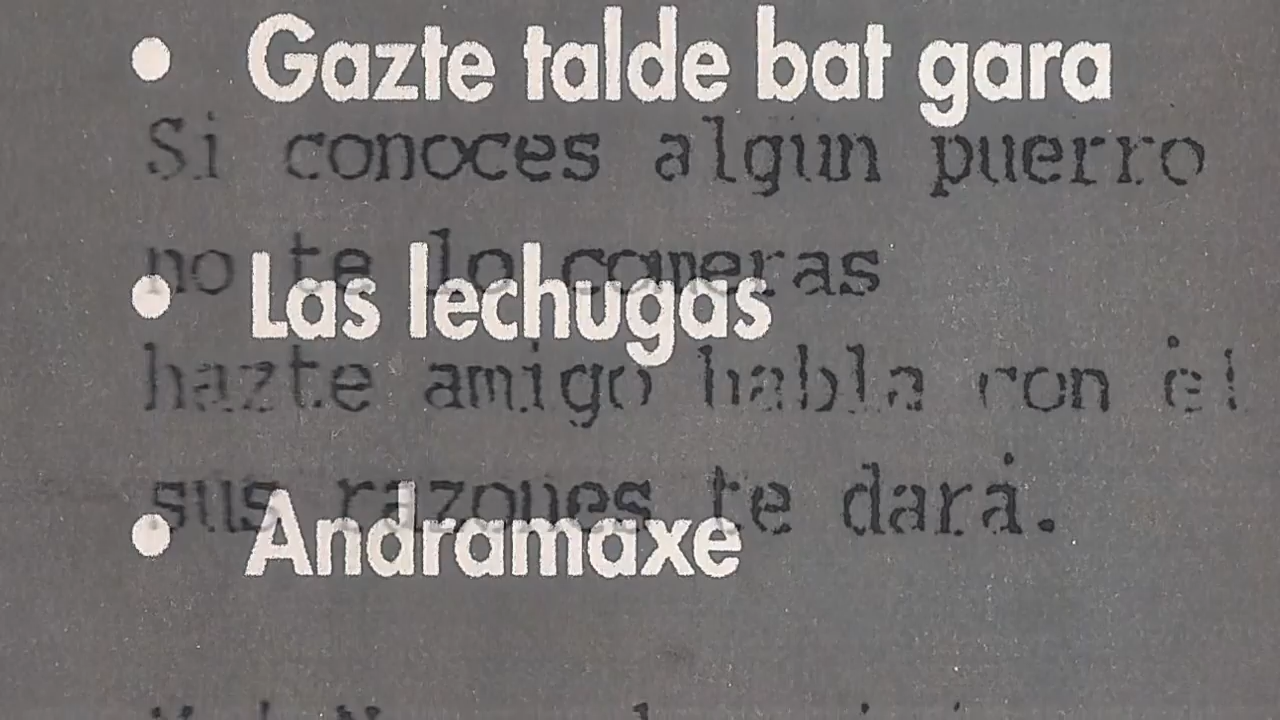 • Gazte talde bat gara
Si conoces algun puerro
no te lo comeras
• Las lechugas
hazte amigo habla con él
sus razones te dará.
• Andramaxe